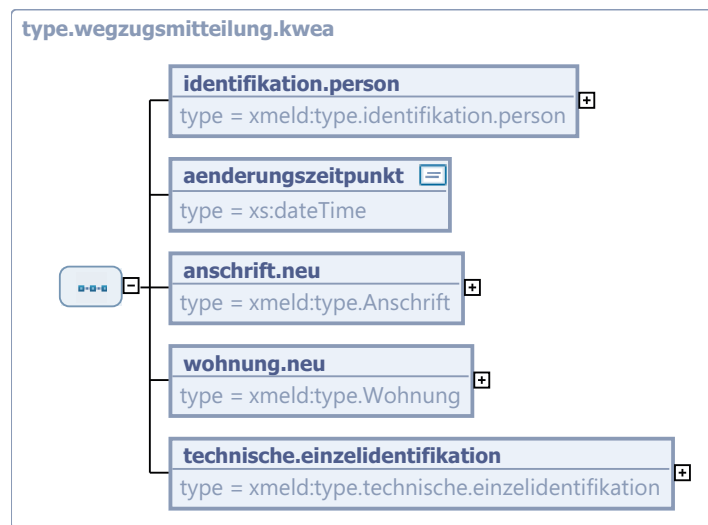 type.wegzugsmitteilung.kwea
identifikation.person
type = xmeld:type.identifikation.person
aenderungszeitpunkt
type = xs:dateTime
anschrift.neu
type = xmeld:type.Anschrift
wohnung.neu
type = xmeld:type.Wohnung
technische.einzelidentifikation
type = xmeld:type.technische.einzelidentifikation